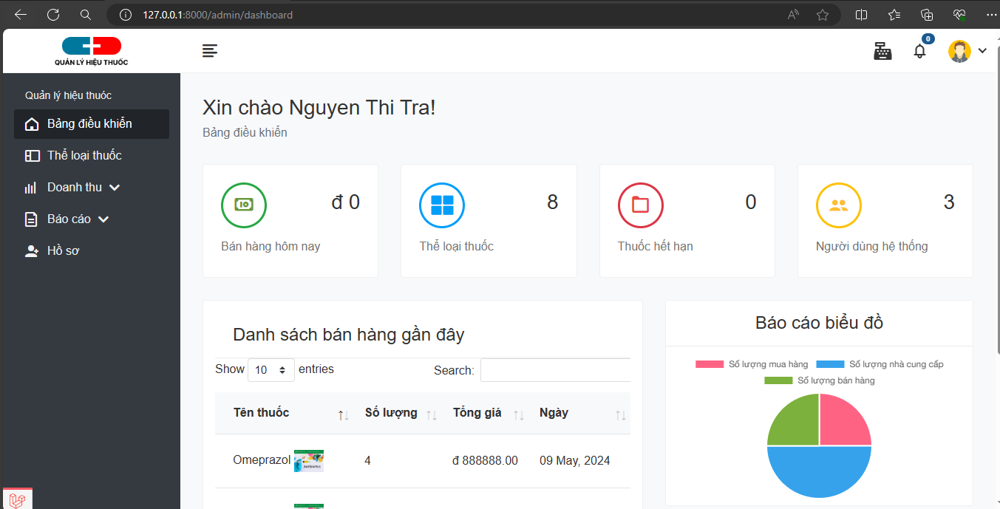 127.0.0.1:8000/admin/dashboard
QUẢN LÝ HIỆU THUỐC
0
Quản lý hiệu thuóc
Bảng điều khiển
Thể loại thuốc
Doanh thu
Báo cáo
Hồ sơ
Xin chào Nguyen Thi Tra!
Bảng điều khiển
đ 0
Bán hàng hôm nay
8
Thể loại thuốc
0
Thuốc hết hạn
3
Người dùng hệ thống
Danh sách bán hàng gần đây
Show 10 entries Search:
Tên thuốc Số lượng Tổng giá Ngày
Omeprazol Antibiotics 4 đ 888888.00 09 May, 2024
Báo cáo biểu đồ
Số lượng mua hàng Số lượng nhà cung cấp
Số lượng bán hàng